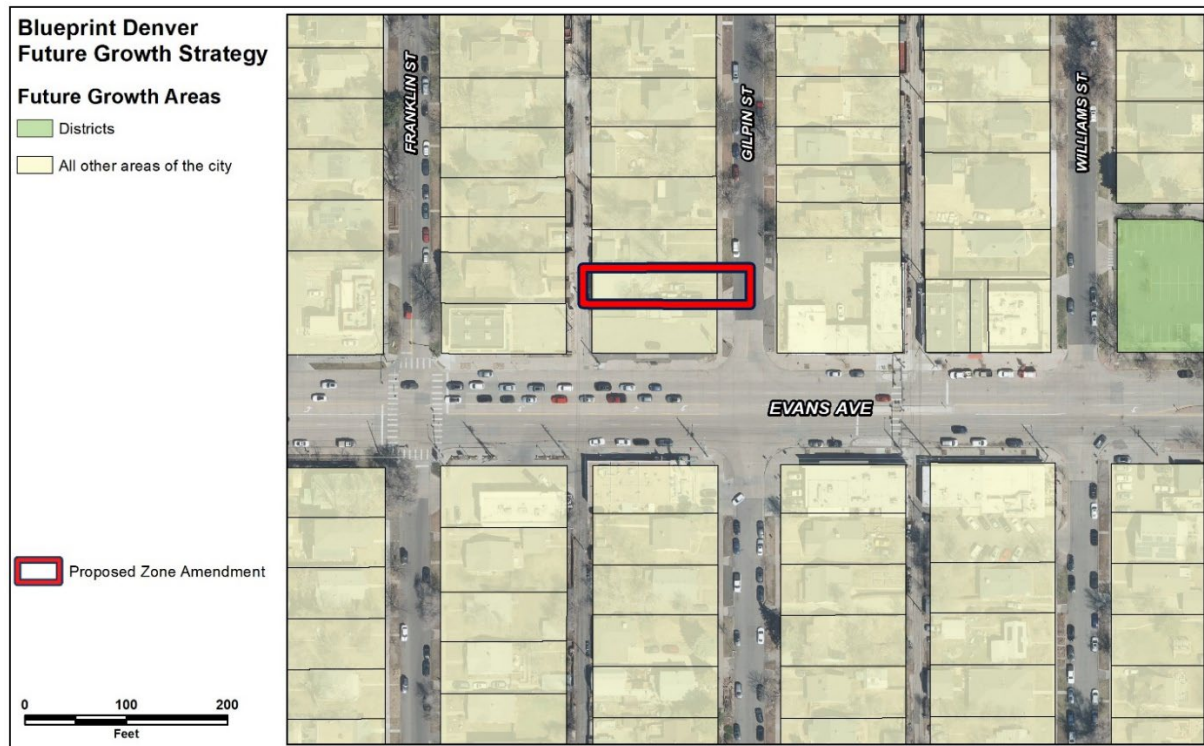 Blueprint Denver
Future Growth Strategy
Future Growth Areas
Districts
All other areas of the city
Proposed Zone Amendment
0 100 200
Feet
FRANKLIN ST
GILPIN ST
WILLIAMS ST
EVANS AVE